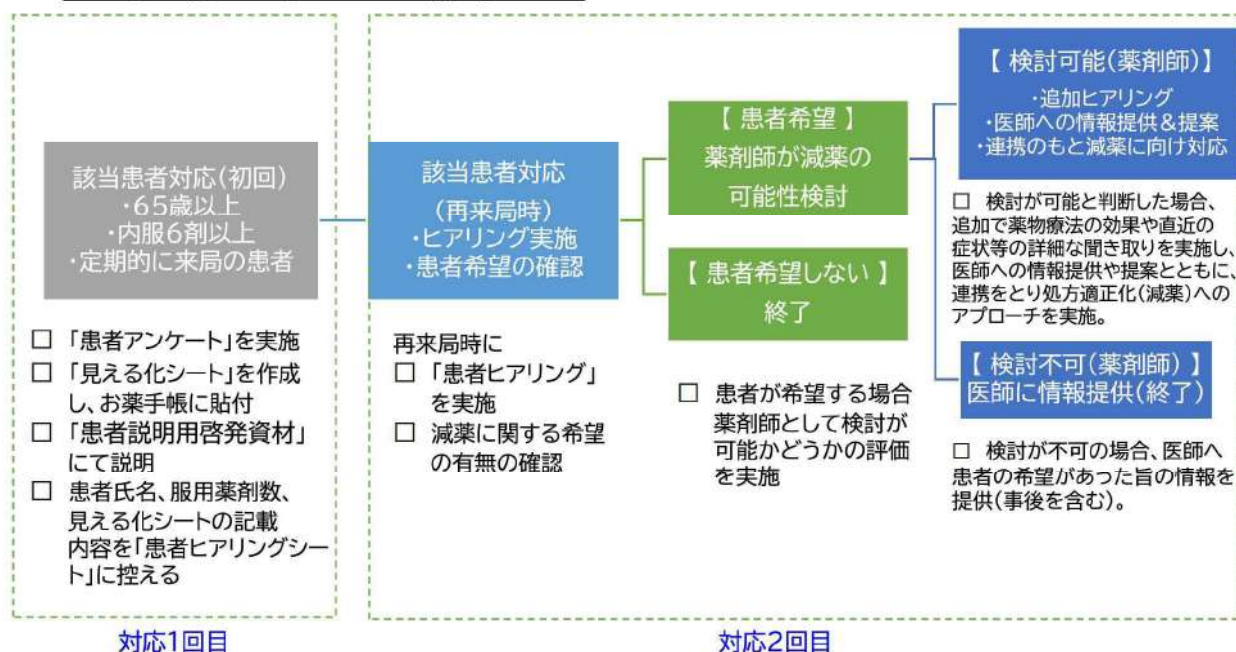 該当患者対応(初回)
・65歳以上
・内服6剤以上
・定期的に来局の患者
□ 「患者アンケート」を実施
□ 「見える化シート」を作成
し、お薬手帳に貼付
□ 「患者説明用啓発資材」
にて説明
□ 患者氏名、服用薬剤数、
見える化シートの記載
内容を「患者ヒアリングシー
ト」に控える
対応1回目
該当患者対応
(再来局時)
・ヒアリング実施
・患者希望の確認
再来局時に
□ 「患者ヒアリング」
を実施
□ 減薬に関する希望
の有無の確認
【 患者希望 】
薬剤師が減薬の
可能性検討
【 患者希望しない 】
終了
□ 患者が希望する場合
薬剤師として検討が
可能かどうかの評価
を実施
【 検討可能(薬剤師)】
・追加ヒアリング
・医師への情報提供&提案
・連携のもと減薬に向け対応
□ 検討が可能と判断した場合、
追加で薬物療法の効果や直近の
症状等の詳細な聞き取りを実施し、
医師への情報提供や提案とともに、
連携をとり処方適正化(減薬)への
アプローチを実施。
【 検討不可(薬剤師) 】
医師に情報提供(終了)
□ 検討が不可の場合、医師へ
患者の希望があった旨の情報を
提供(事後を含む)。
対応2回目